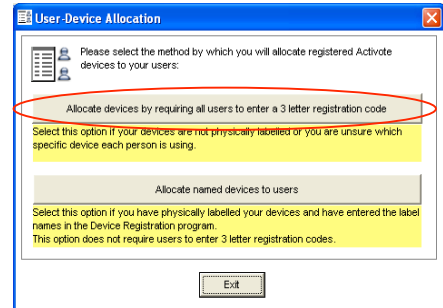 User-Device Allocation
Please select the method by which you will allocate registered Activote
devices to your users:
Allocate devices by requiring all users to enter a 3 letter registration code
Select this option if your devices are not physically labelled or you are unsure which
specific device each person is using.
Allocate named devices to users
Select this option if you have physically labelled your devices and have entered the label
names in the Device Registration program.
This option does not require users to enter 3 letter registration codes.
Exit